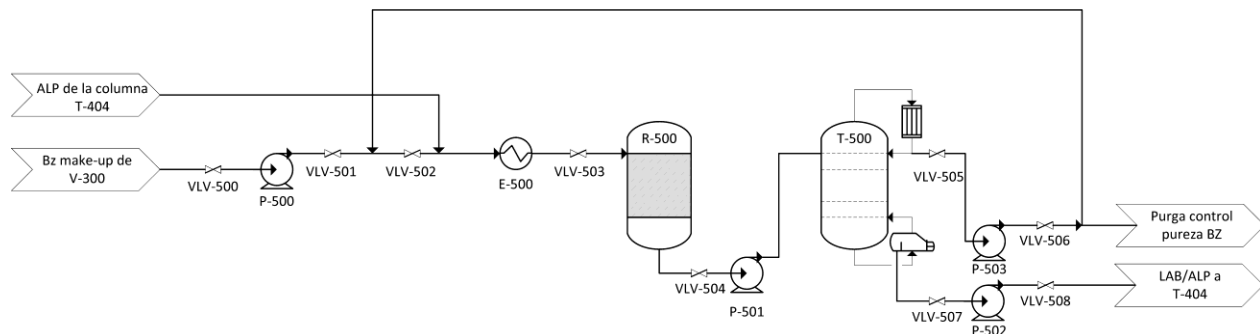 ALP de la columna
T-404
Bz make-up de
V-300
VLV-500
P-500
VLV-501
VLV-502
E-500
VLV-503
R-500
VLV-504
P-501
T-500
VLV-505
P-503
VLV-506
Purga control
pureza BZ
VLV-507
P-502
VLV-508
LAB/ALP a
T-404